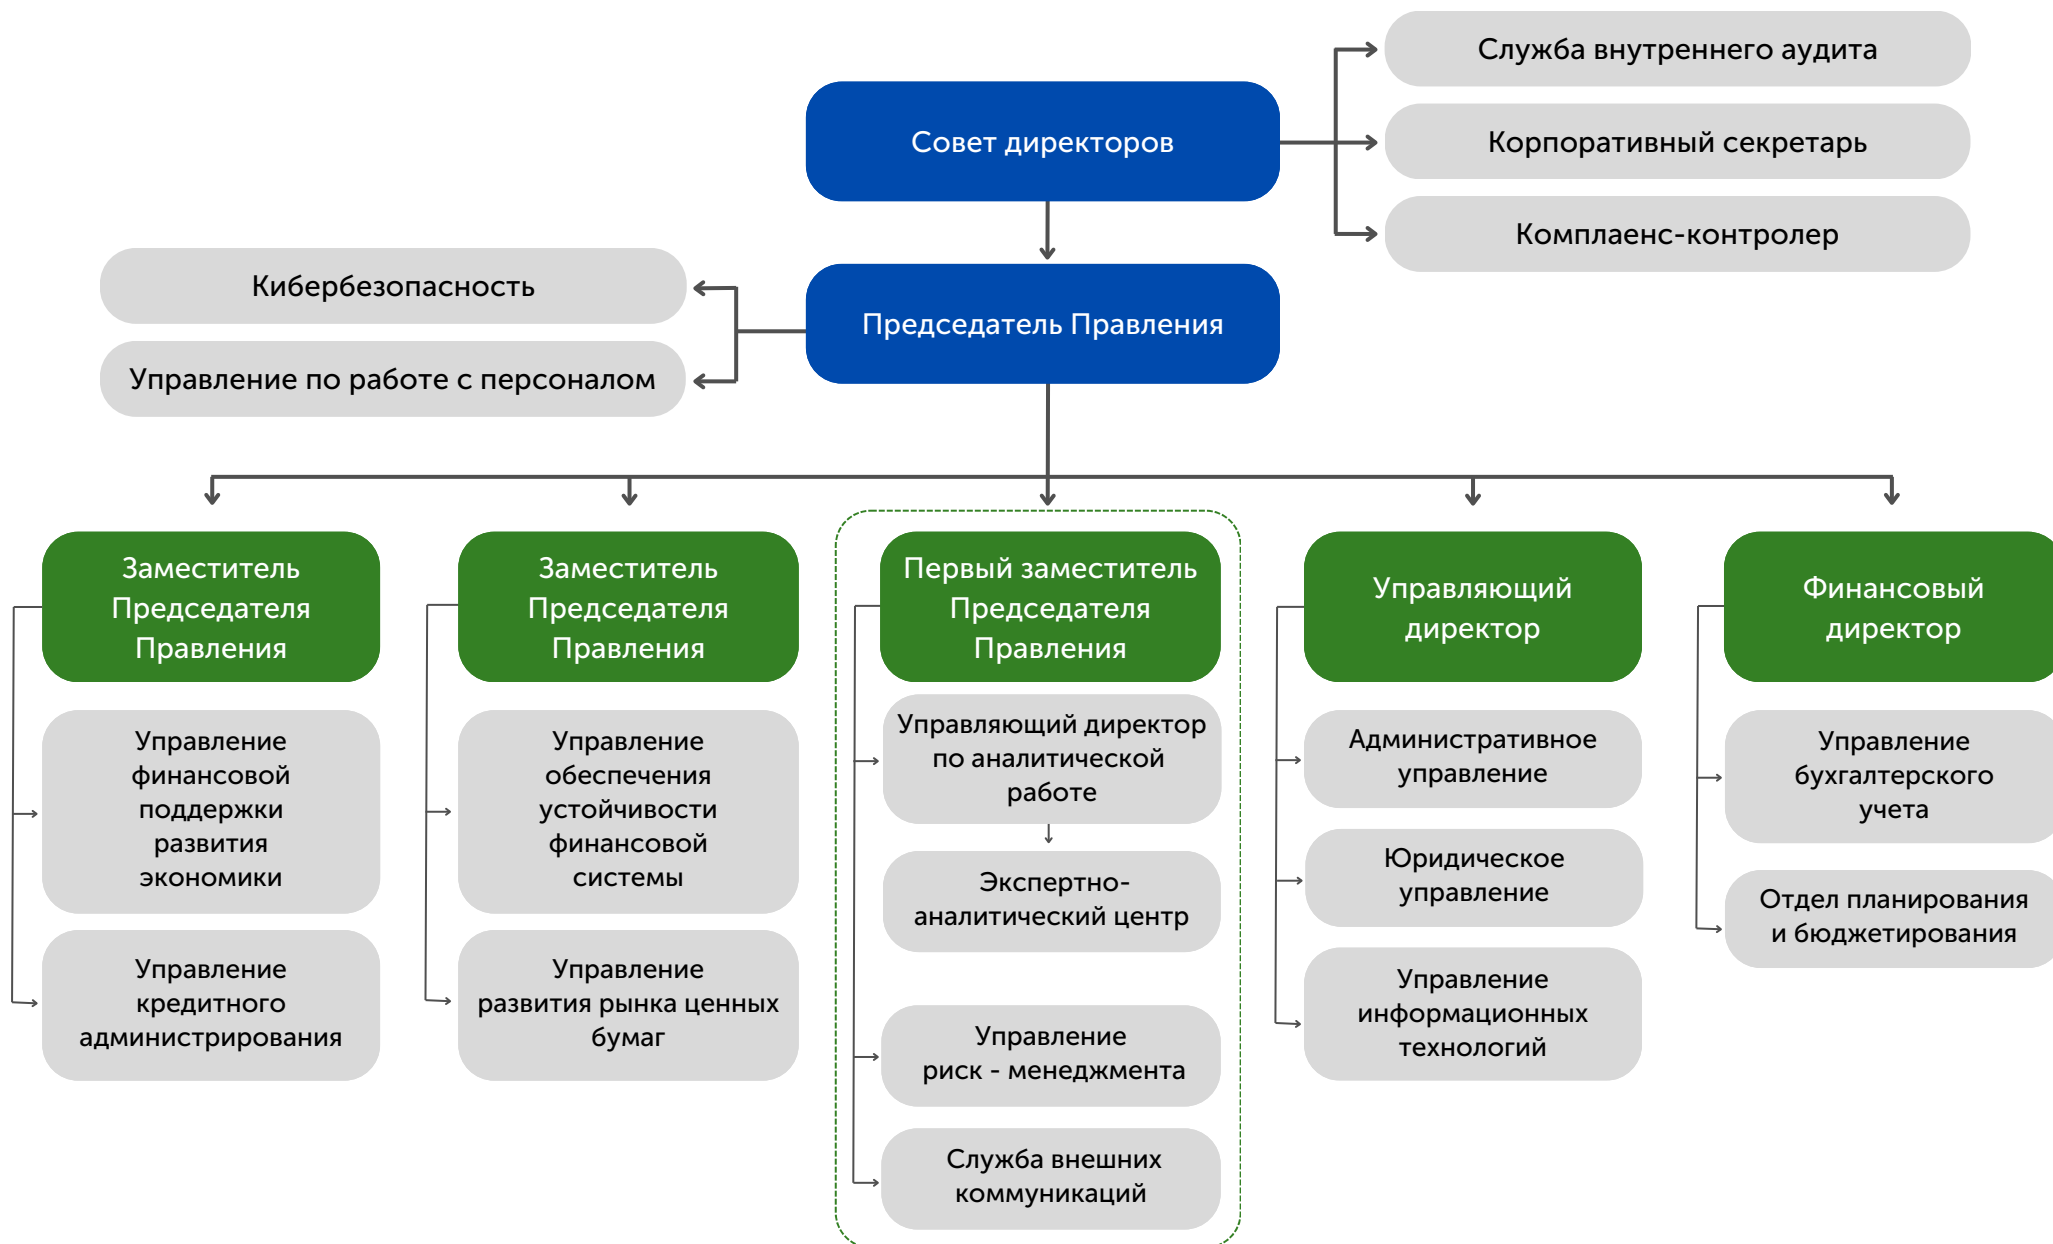 Служба внутреннего аудита
Совет директоров
Корпоративный секретарь
Комплаенс-контролер
Кибербезопасность
Председатель Правления
Управление по работе с персоналом
Заместитель
Председателя
Правления
Управление
финансовой
поддержки
развития
экономики
Управление
кредитного
администрирования
Заместитель
Председателя
Правления
Управление
обеспечения
устойчивости
финансовой
системы
Управление
развития рынка ценных
бумаг
Первый заместитель
Председателя
Правления
Управляющий директор
по аналитической
работе
Экспертно-
аналитический центр
Управление
риск - менеджмента
Служба внешних
коммуникаций
Управляющий
директор
Административное
управление
Юридическое
управление
Управление
информационных
технологий
Финансовый
директор
Управление
бухгалтерского
учета
Отдел планирования
и бюджетирования